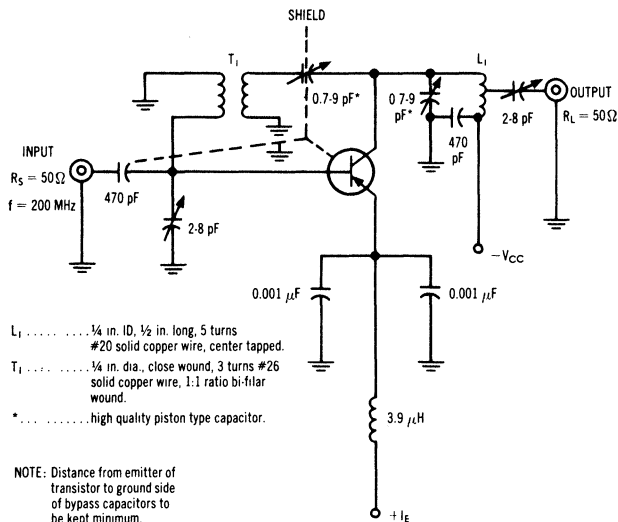 SHIELD
T₁
L₁
0.7-9 pF*
0 7-9
pF*
470
pF
2-8 pF
OUTPUT
R_L = 50Ω
INPUT
R_S = 50Ω
f = 200 MHz
470 pF
2-8 pF
−V_CC
0.001 μF
0.001 μF
L₁ . . . . . . . . . . ¼ in. ID, ½ in. long, 5 turns
#20 solid copper wire, center tapped.
T₁ . . . . . . . . . . ¼ in. dia., close wound, 3 turns #26
solid copper wire, 1:1 ratio bi-filar
wound.
* . . . . . . . . . . . high quality piston type capacitor.
3.9 μH
NOTE: Distance from emitter of
transistor to ground side
of bypass capacitors to
be kept minimum.
+I_E